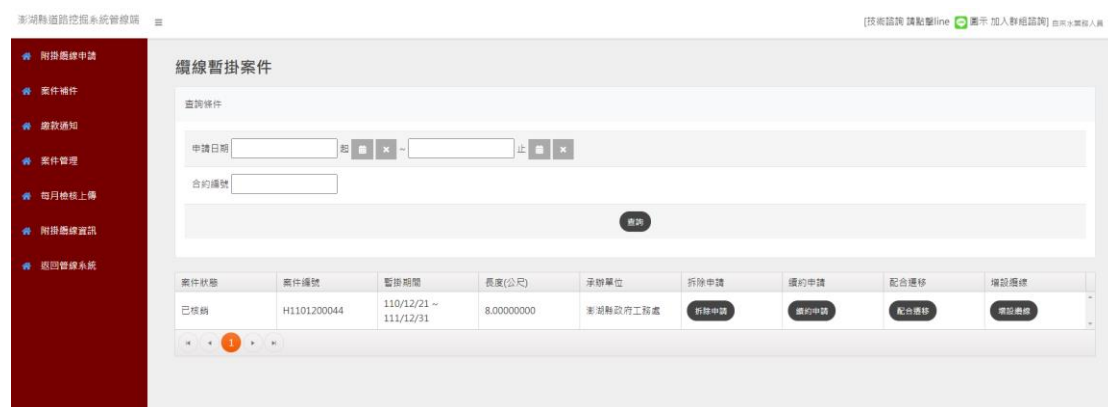 澎湖縣道路挖掘系統管線端
[技術諮詢 請點擊line 圖示 加入群組諮詢] 自來水業務人員
附掛纜線申請
案件補件
繳款通知
案件管理
每月檢核上傳
附掛纜線資訊
返回管線系統
纜線暫掛案件
查詢條件
申請日期 起 ~ 止
合約編號
查詢
案件狀態 案件編號 暫掛期間 長度(公尺) 承辦單位 拆除申請 續約申請 配合遷移 增設纜線
已核銷 H1101200044 110/12/21 ~ 111/12/31 8.00000000 澎湖縣政府工務處 拆除申請 續約申請 配合遷移 增設纜線
1